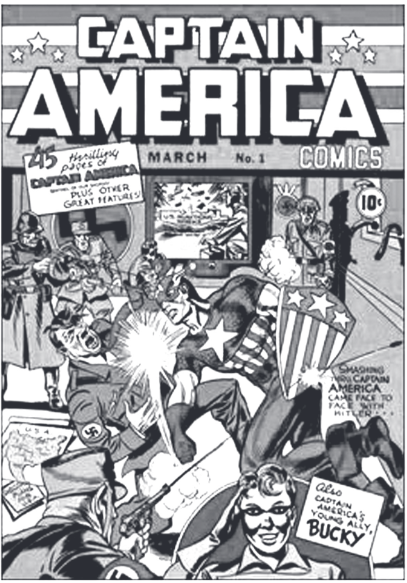 CAPTAIN
AMERICA
MARCH No. 1
COMICS
45 thrilling
pages of
CAPTAIN AMERICA
PLUS OTHER
GREAT FEATURES!
10¢
SMASHING
THRU, CAPTAIN
AMERICA
CAME FACE TO
FACE WITH
HITLER...
U.S.A.
Also
CAPTAIN
AMERICA'S
YOUNG ALLY,
BUCKY